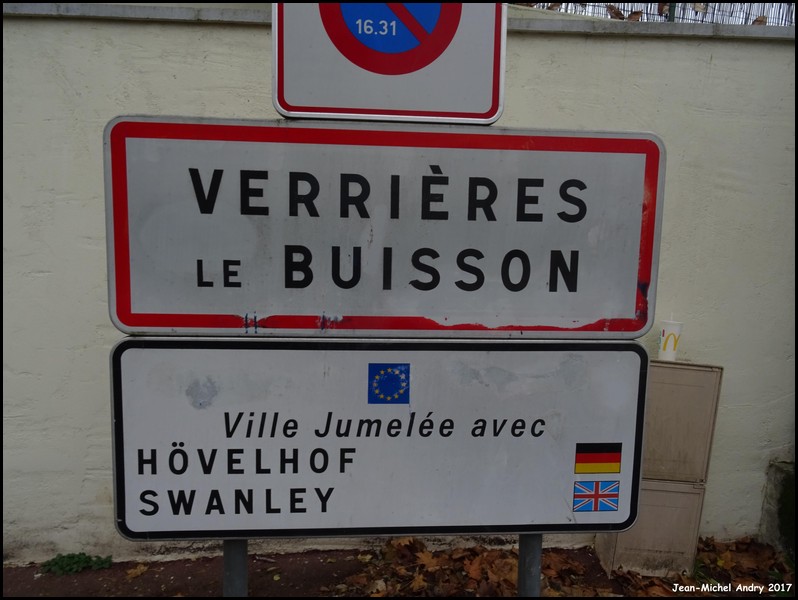 16.31
VERRIÈRES
LE BUISSON
Ville Jumelée avec
HÖVELHOF
SWANLEY
Jean-Michel Andry 2017